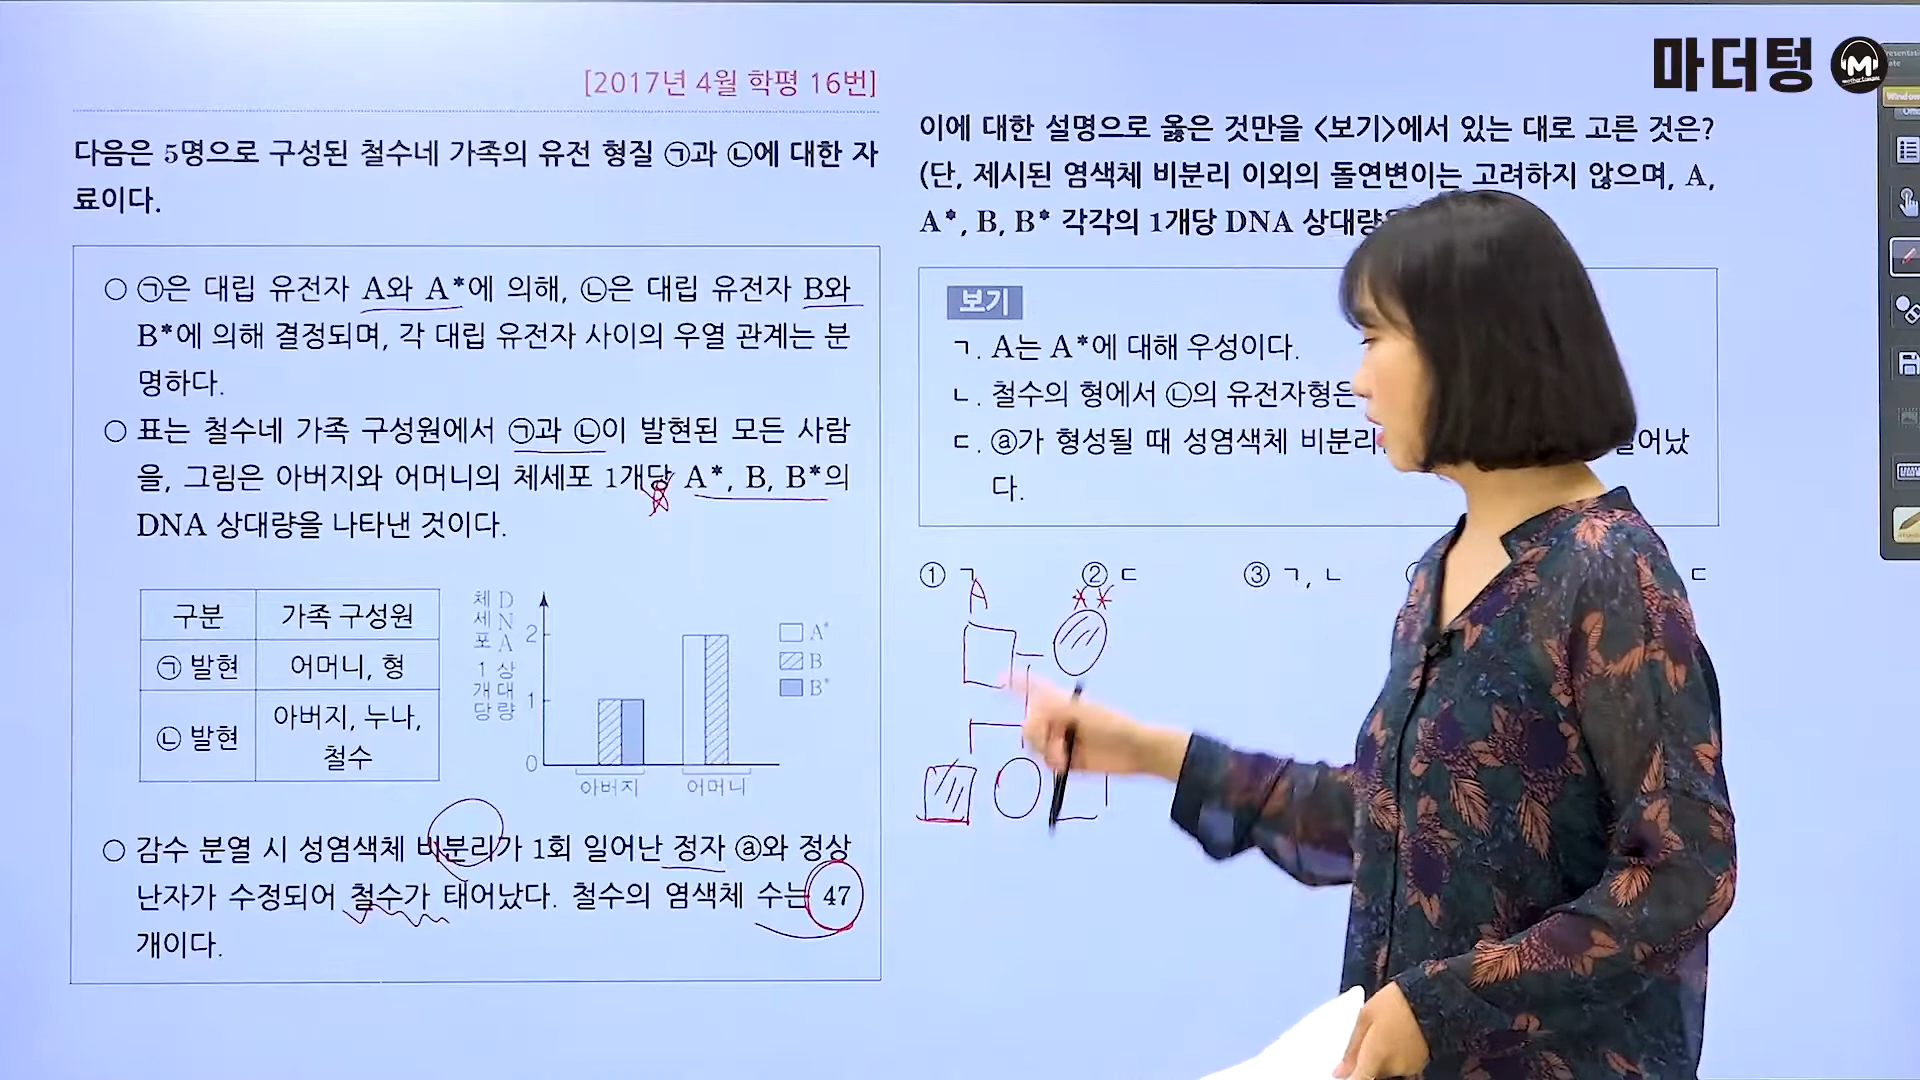 마더텅
[2017년 4월 학평 16번]
다음은 5명으로 구성된 철수네 가족의 유전 형질 ㉠과 ㉡에 대한 자
료이다.
○ ㉠은 대립 유전자 A와 A*에 의해, ㉡은 대립 유전자 B와
B*에 의해 결정되며, 각 대립 유전자 사이의 우열 관계는 분
명하다.
○ 표는 철수네 가족 구성원에서 ㉠과 ㉡이 발현된 모든 사람
을, 그림은 아버지와 어머니의 체세포 1개당 A*, B, B*의
DNA 상대량을 나타낸 것이다.
구분 가족 구성원
㉠ 발현 어머니, 형
㉡ 발현 아버지, 누나,
철수
체세포 1개당
DNA 상대량
2
1
0
아버지 어머니
A*
B
B*
○ 감수 분열 시 성염색체 비분리가 1회 일어난 정자 ⓐ와 정상
난자가 수정되어 철수가 태어났다. 철수의 염색체 수는 47
개이다.
이에 대한 설명으로 옳은 것만을 <보기>에서 있는 대로 고른 것은?
(단, 제시된 염색체 비분리 이외의 돌연변이는 고려하지 않으며, A,
A*, B, B* 각각의 1개당 DNA 상대량
보기
ㄱ. A는 A*에 대해 우성이다.
ㄴ. 철수의 형에서 ㉡의 유전자형은
ㄷ. ⓐ가 형성될 때 성염색체 비분리 어났
다.
① ㄱ ② ㄷ ③ ㄱ, ㄴ ㄷ
A * *